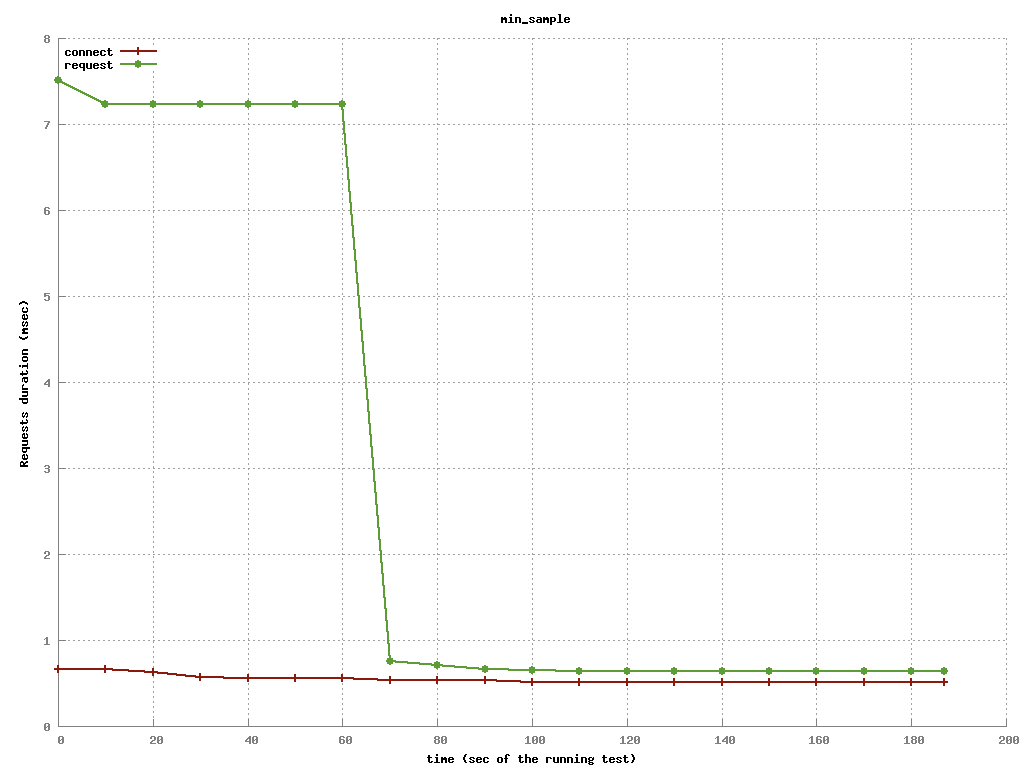 min_sample
connect
request
8
7
6
5
4
3
2
1
0
Requests duration (msec)
0 20 40 60 80 100 120 140 160 180 200
time (sec of the running test)